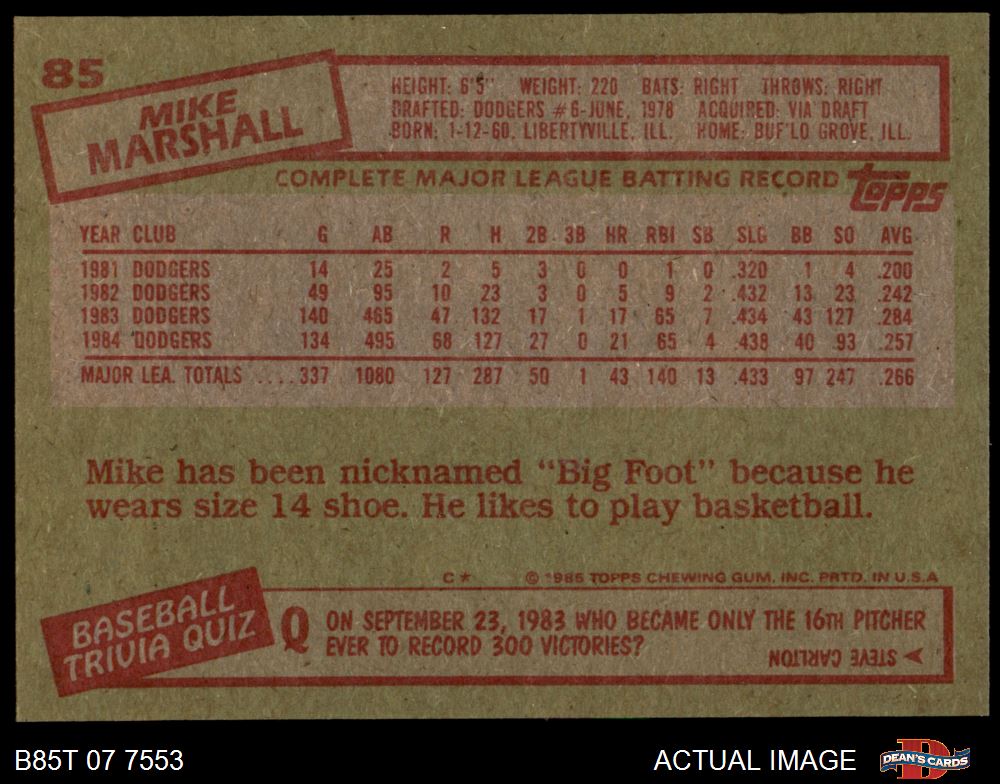 85
MIKE
MARSHALL
HEIGHT: 6'5" WEIGHT: 220 BATS: RIGHT THROWS: RIGHT
DRAFTED: DODGERS #6-JUNE, 1978 ACQUIRED: VIA DRAFT
BORN: 1-12-60, LIBERTYVILLE, ILL. HOME: BUF'LO GROVE, ILL.
COMPLETE MAJOR LEAGUE BATTING RECORD topps
YEAR CLUB G AB R H 2B 3B HR RBI SB SLG BB SO AVG.
1981 DODGERS 14 25 2 5 3 0 0 1 0 .320 1 4 .200
1982 DODGERS 49 95 10 23 3 0 5 9 2 .432 13 23 .242
1983 DODGERS 140 465 47 132 17 1 17 65 7 .434 43 127 .284
1984 DODGERS 134 495 68 127 27 0 21 65 4 .438 40 93 .257
MAJOR LEA. TOTALS ....337 1080 127 287 50 1 43 140 13 .433 97 247 .266
Mike has been nicknamed "Big Foot" because he
wears size 14 shoe. He likes to play basketball.
C* © 1985 TOPPS CHEWING GUM, INC. PRTD. IN U.S.A
BASEBALL
TRIVIA QUIZ
Q ON SEPTEMBER 23, 1983 WHO BECAME ONLY THE 16TH PITCHER
EVER TO RECORD 300 VICTORIES?
STEVE CARLTON
B85T 07 7553 ACTUAL IMAGE DEAN'S CARDS